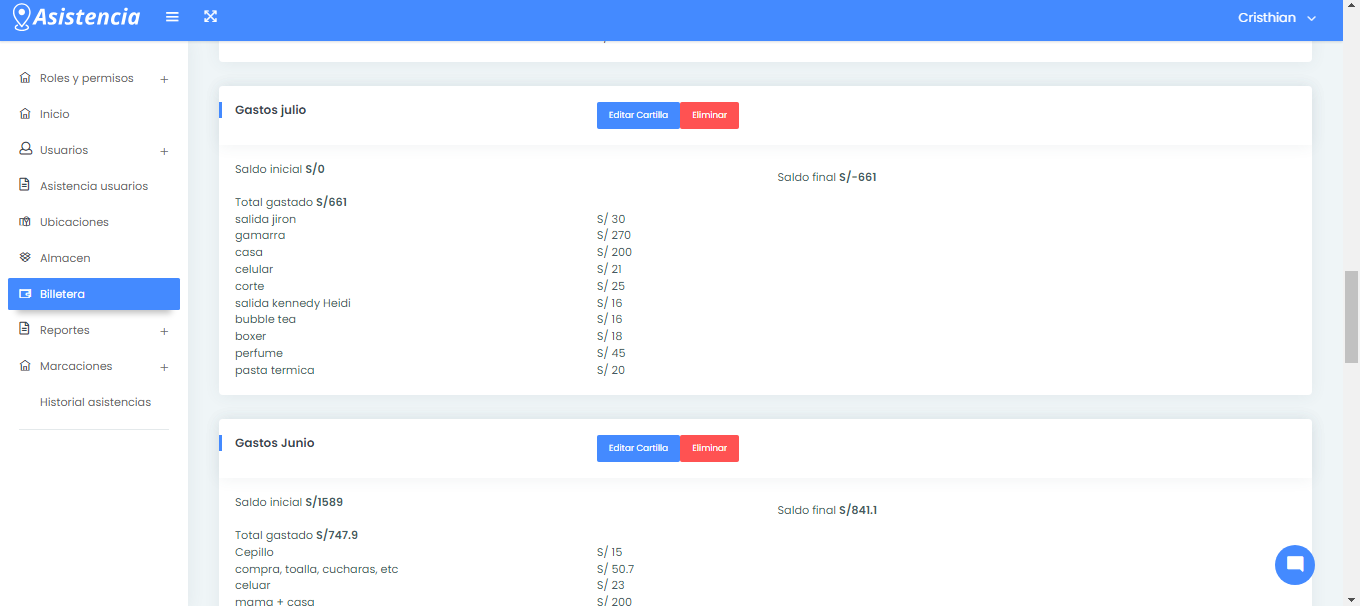 Asistencia
Cristhian
Roles y permisos +
Inicio
Usuarios +
Asistencia usuarios
Ubicaciones
Almacen
Billetera
Reportes +
Marcaciones +
Historial asistencias
Gastos julio
Editar Cartilla Eliminar
Saldo inicial S/0
Saldo final S/-661
Total gastado S/661
salida jiron S/ 30
gamarra S/ 270
casa S/ 200
celular S/ 21
corte S/ 25
salida kennedy Heidi S/ 16
bubble tea S/ 16
boxer S/ 18
perfume S/ 45
pasta termica S/ 20
Gastos Junio
Editar Cartilla Eliminar
Saldo inicial S/1589
Saldo final S/841.1
Total gastado S/747.9
Cepillo S/ 15
compra, toalla, cucharas, etc S/ 50.7
celuar S/ 23
mama + casa S/ 200